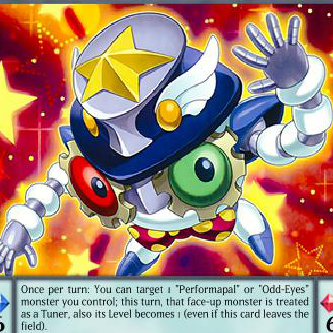 Once per turn: You can target 1 "Performapal" or "Odd-Eyes"
monster you control; this turn, that face-up monster is treated
as a Tuner, also its Level becomes 1 (even if this card leaves the
field).